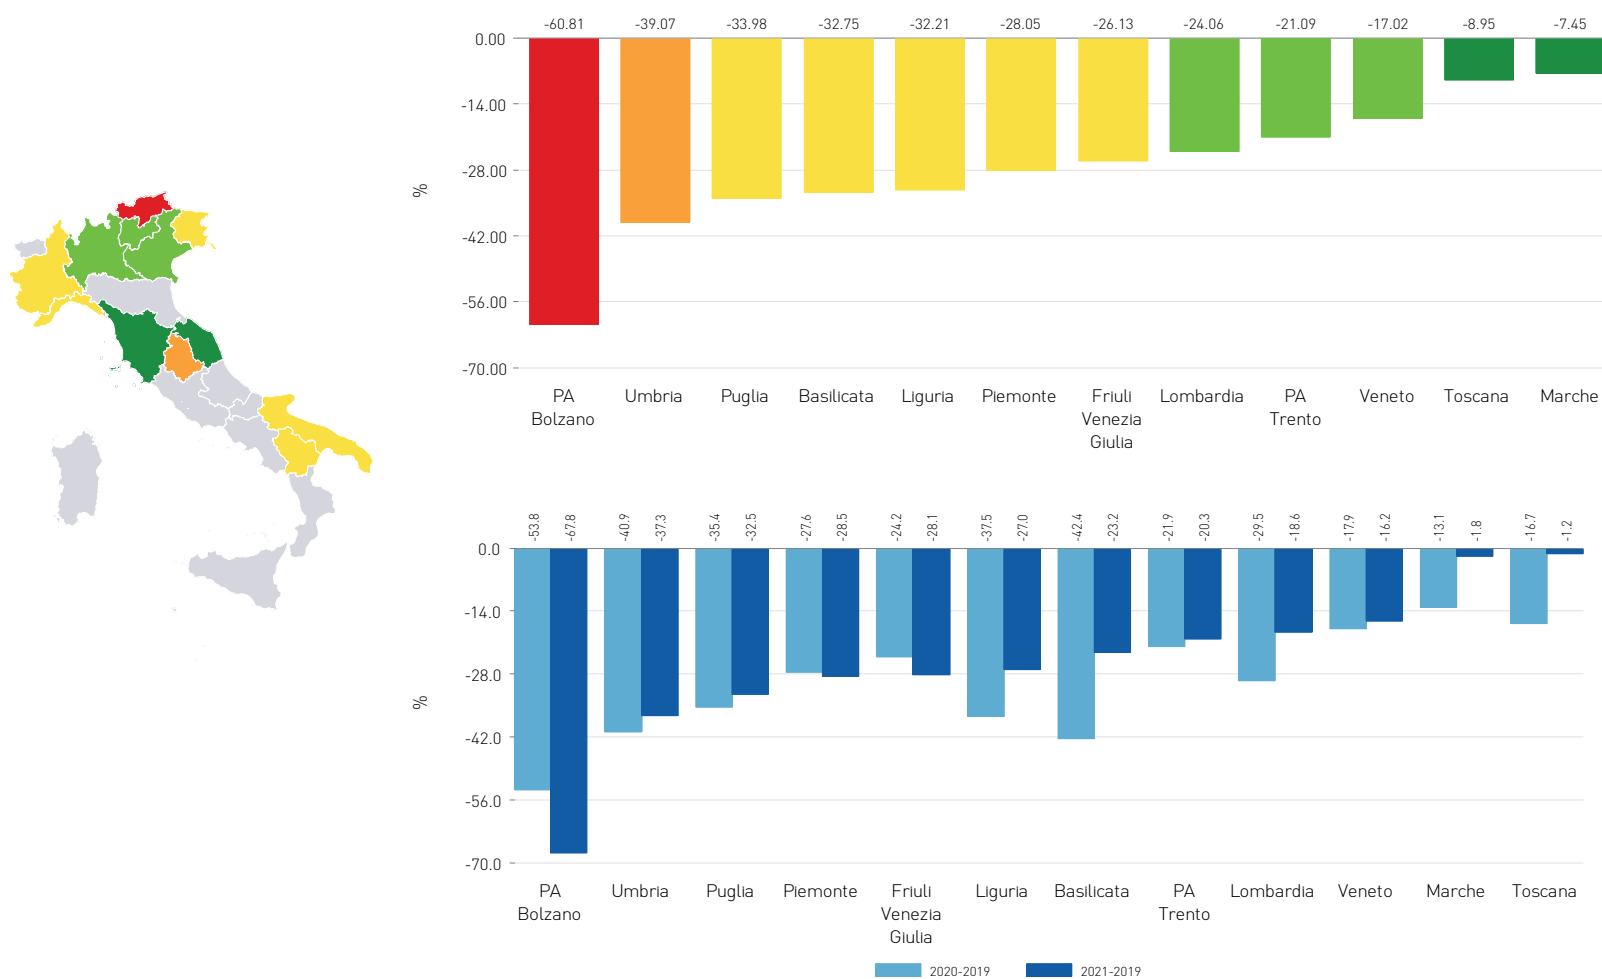 -60.81 -39.07 -33.98 -32.75 -32.21 -28.05 -26.13 -24.06 -21.09 -17.02 -8.95 -7.45
0.00
-14.00
-28.00
%
-42.00
-56.00
-70.00
PA Umbria Puglia Basilicata Liguria Piemonte Friuli Lombardia PA Veneto Toscana Marche
Bolzano Venezia Trento
Giulia
-53.8 -67.8 -40.9 -37.3 -35.4 -32.5 -27.6 -28.5 -24.2 -28.1 -37.5 -27.0 -42.4 -23.2 -21.9 -20.3 -29.5 -18.6 -17.9 -16.2 -13.1 -1.8 -16.7 -1.2
0.0
-14.0
-28.0
%
-42.0
-56.0
-70.0
PA Umbria Puglia Piemonte Friuli Liguria Basilicata PA Lombardia Veneto Marche Toscana
Bolzano Venezia Trento
Giulia
2020-2019 2021-2019